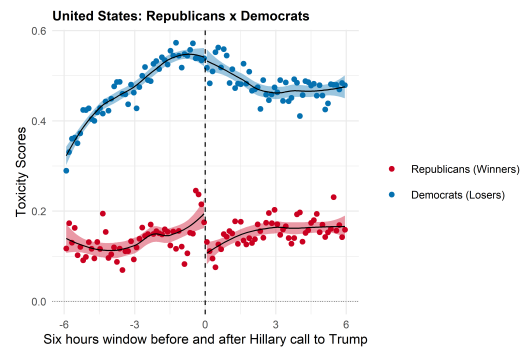 United States: Republicans x Democrats
0.6
0.4
0.2
0.0
Toxicity Scores
-6 -3 0 3 6
Six hours window before and after Hillary call to Trump
Republicans (Winners)
Democrats (Losers)